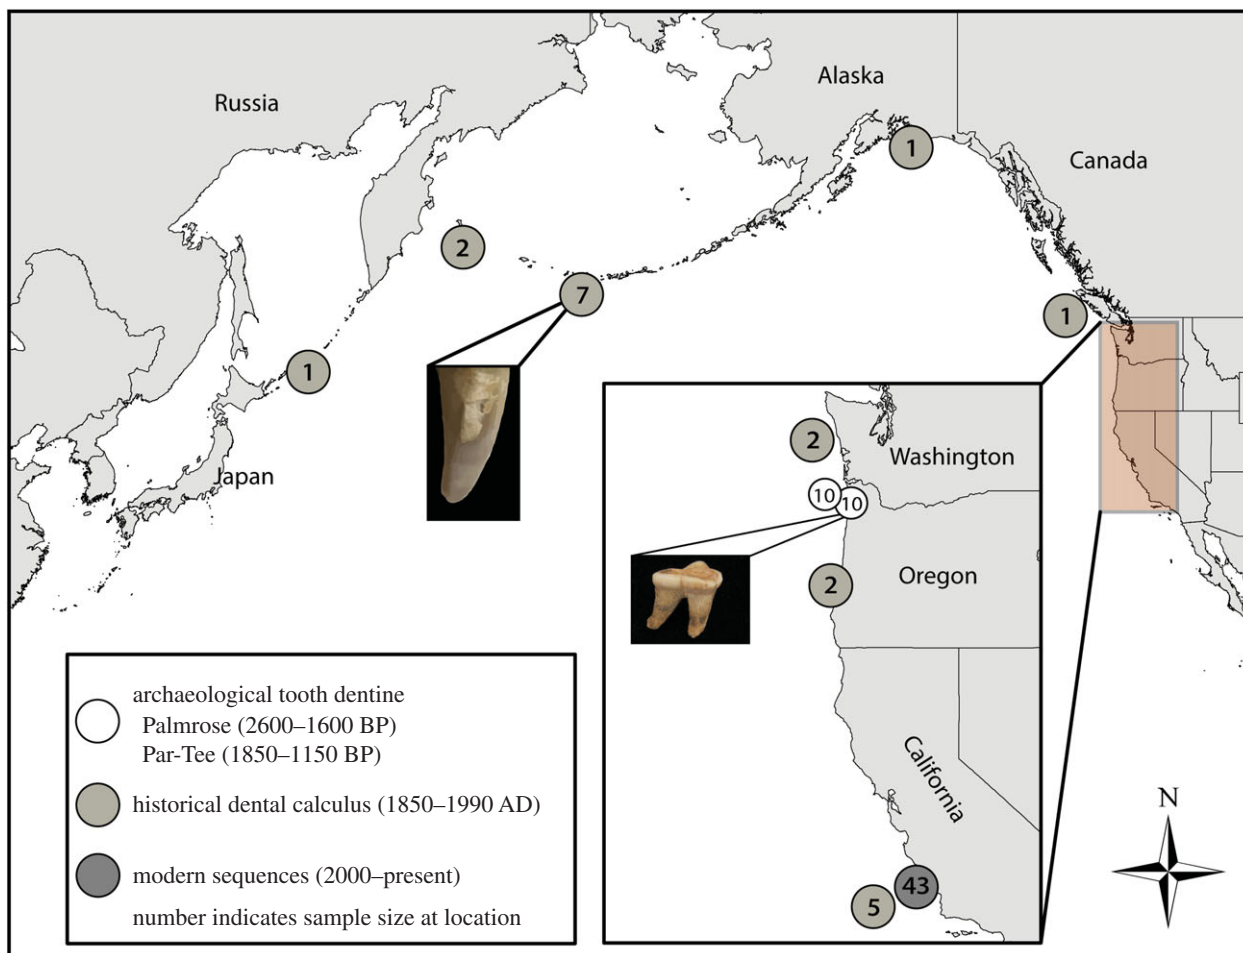 Alaska
Russia
1
Canada
2
7
1
1
2
Washington
Japan
10
10
Oregon
2
archaeological tooth dentine
Palmrose (2600–1600 BP)
Par-Tee (1850–1150 BP)
California
historical dental calculus (1850–1990 AD)
N
modern sequences (2000–present)
43
5
number indicates sample size at location